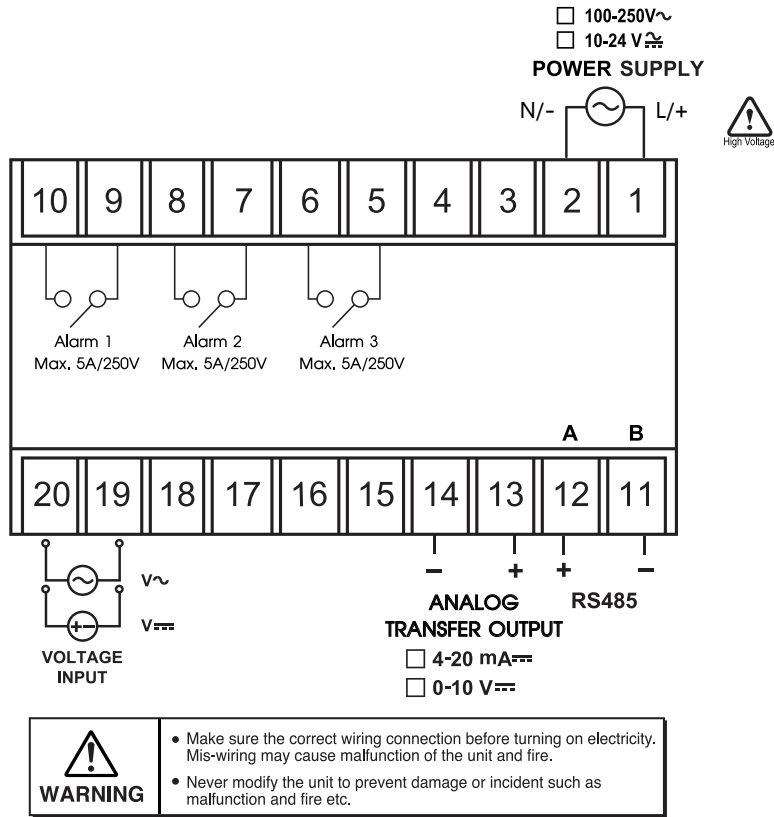 ☐ 100-250V~
☐ 10-24 V⎓
POWER SUPPLY
N/-
L/+
High Voltage
10 9 8 7 6 5 4 3 2 1
Alarm 1
Max. 5A/250V
Alarm 2
Max. 5A/250V
Alarm 3
Max. 5A/250V
A B
20 19 18 17 16 15 14 13 12 11
− + + −
V~
+−
V⎓
VOLTAGE
INPUT
ANALOG
TRANSFER OUTPUT
☐ 4-20 mA⎓
☐ 0-10 V⎓
RS485
WARNING
• Make sure the correct wiring connection before turning on electricity.
Mis-wiring may cause malfunction of the unit and fire.
• Never modify the unit to prevent damage or incident such as
malfunction and fire etc.